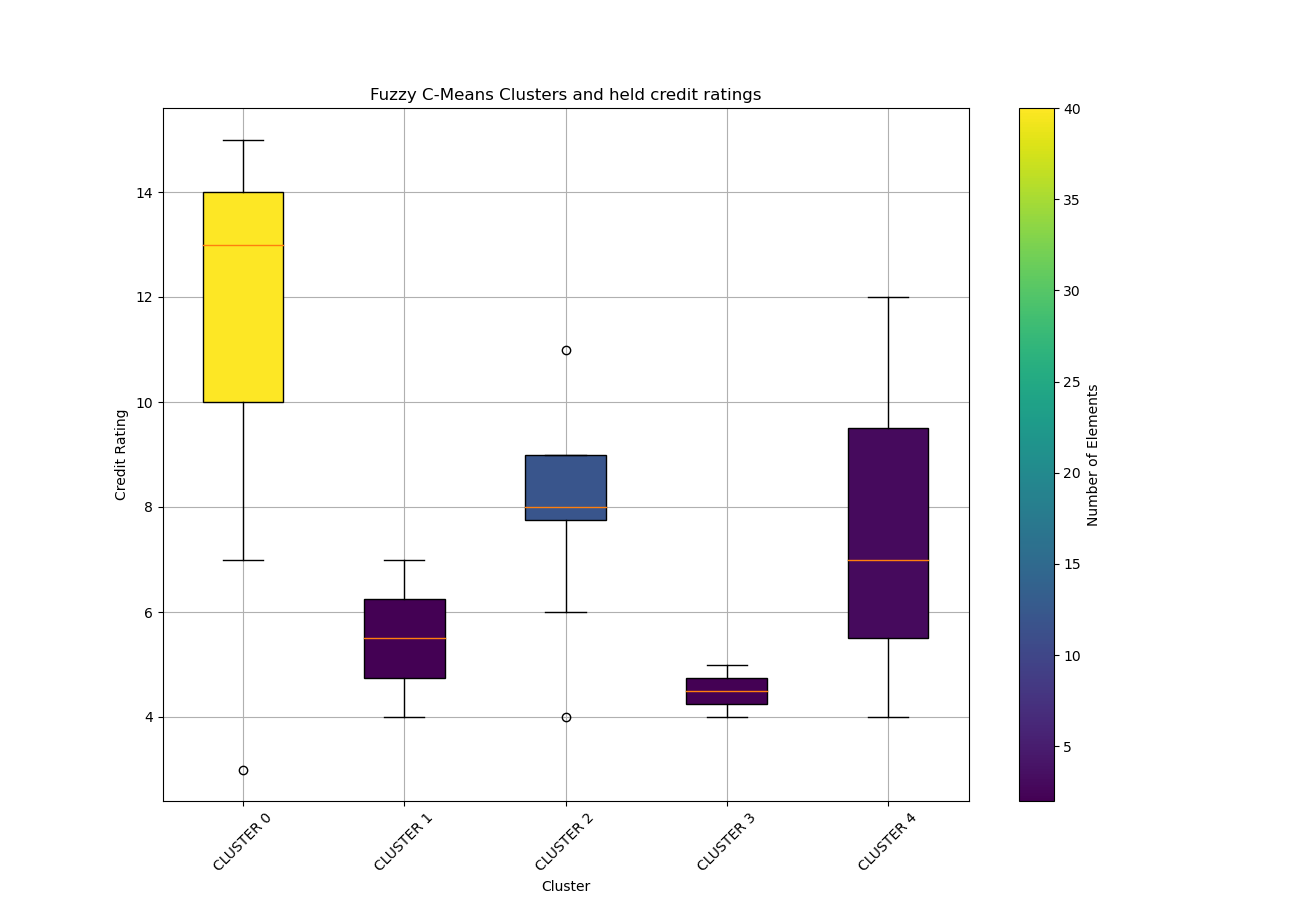 Fuzzy C-Means Clusters and held credit ratings
14
12
10
8
6
4
Credit Rating
CLUSTER 0
CLUSTER 1
CLUSTER 2
CLUSTER 3
CLUSTER 4
Cluster
40
35
30
25
20
15
10
5
Number of Elements